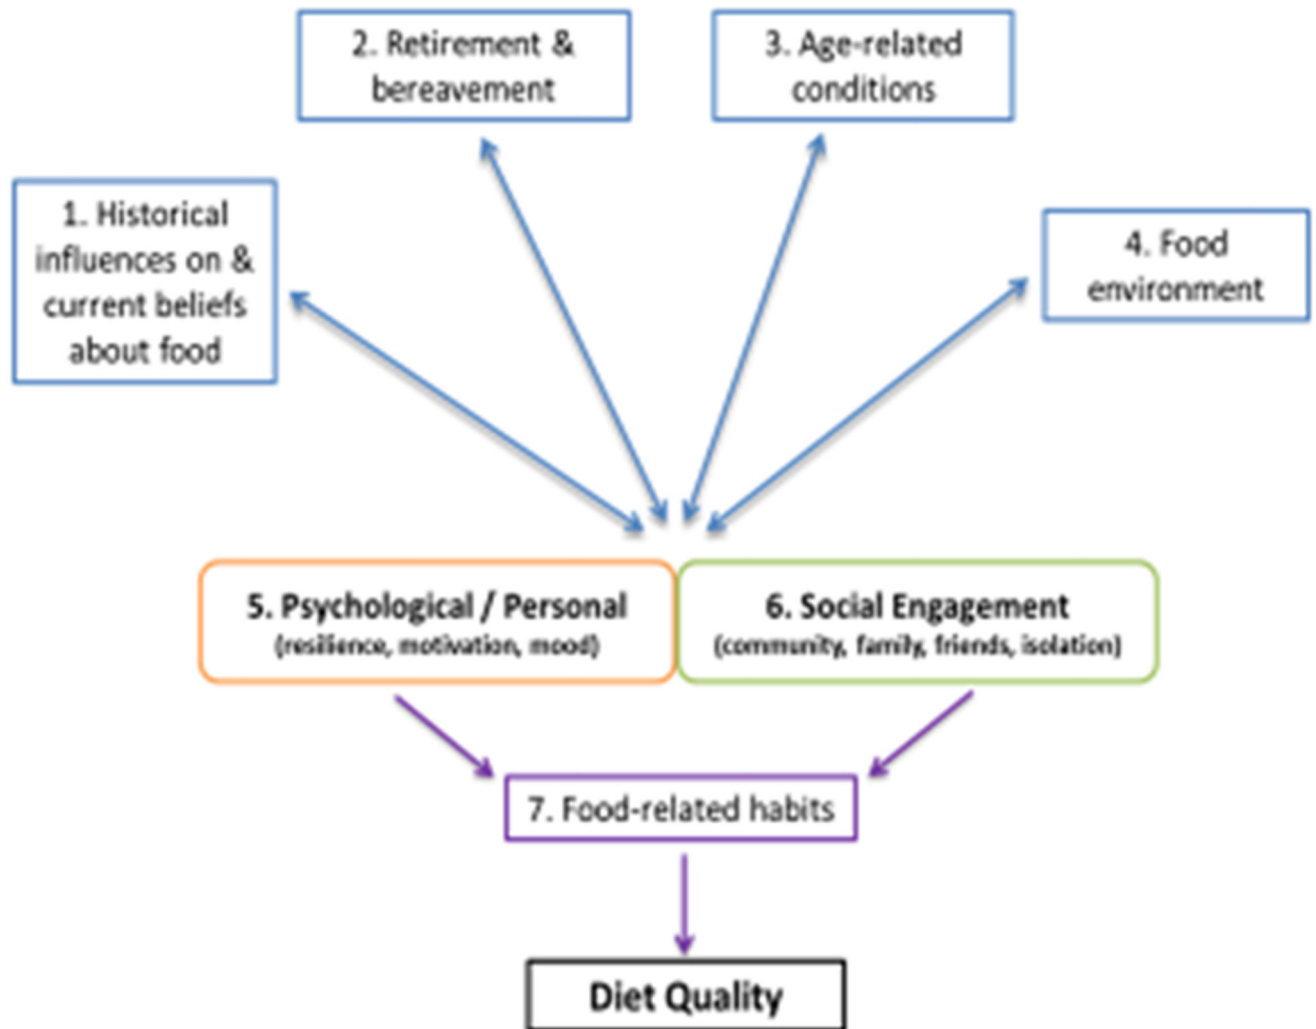 2. Retirement &
bereavement
3. Age-related
conditions
1. Historical
influences on &
current beliefs
about food
4. Food
environment
5. Psychological / Personal
(resilience, motivation, mood)
6. Social Engagement
(community, family, friends, isolation)
7. Food-related habits
Diet Quality